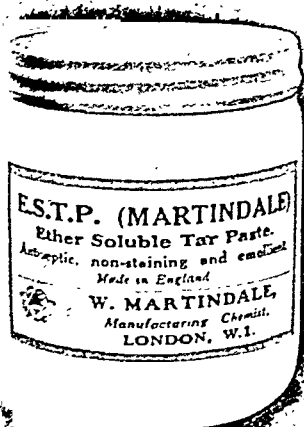 E.S.T.P. (MARTINDALE)
Ether Soluble Tar Paste.
Antiseptic, non-staining and emollient
Made in England
W. MARTINDALE,
Manufacturing Chemist,
LONDON, W.1.